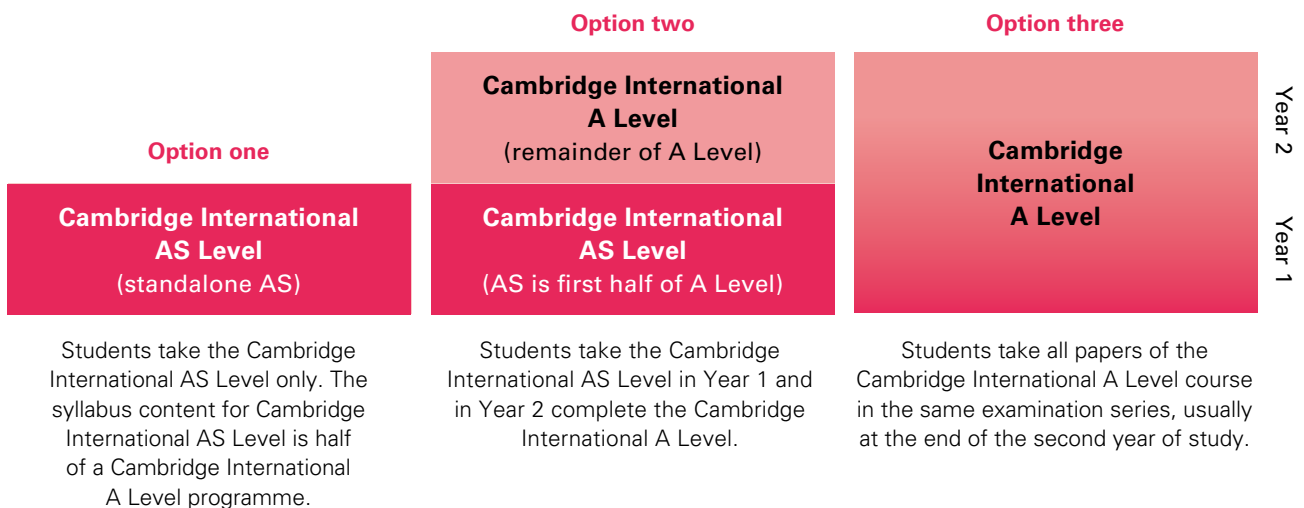 Option one
Cambridge International
AS Level
(standalone AS)
Students take the Cambridge
International AS Level only. The
syllabus content for Cambridge
International AS Level is half
of a Cambridge International
A Level programme.
Option two
Cambridge International
A Level
(remainder of A Level)
Cambridge International
AS Level
(AS is first half of A Level)
Students take the Cambridge
International AS Level in Year 1 and
in Year 2 complete the Cambridge
International A Level.
Option three
Cambridge
International
A Level
Students take all papers of the
Cambridge International A Level course
in the same examination series, usually
at the end of the second year of study.
Year 2
Year 1